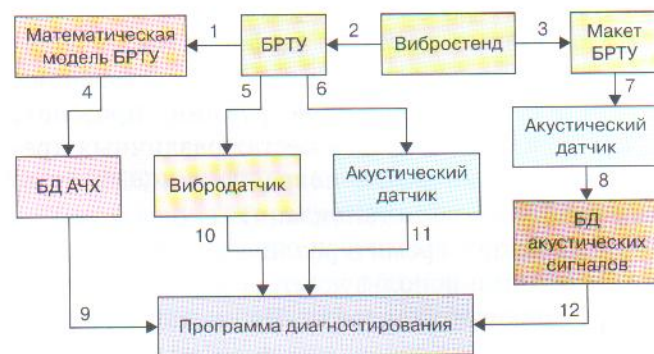 Математическая
модель БРТУ
1
БРТУ
2
Вибростенд
3
Макет
БРТУ
4
5
6
7
БД АЧХ
Вибродатчик
Акустический
датчик
Акустический
датчик
8
БД
акустических
сигналов
9
10
11
12
Программа диагностирования